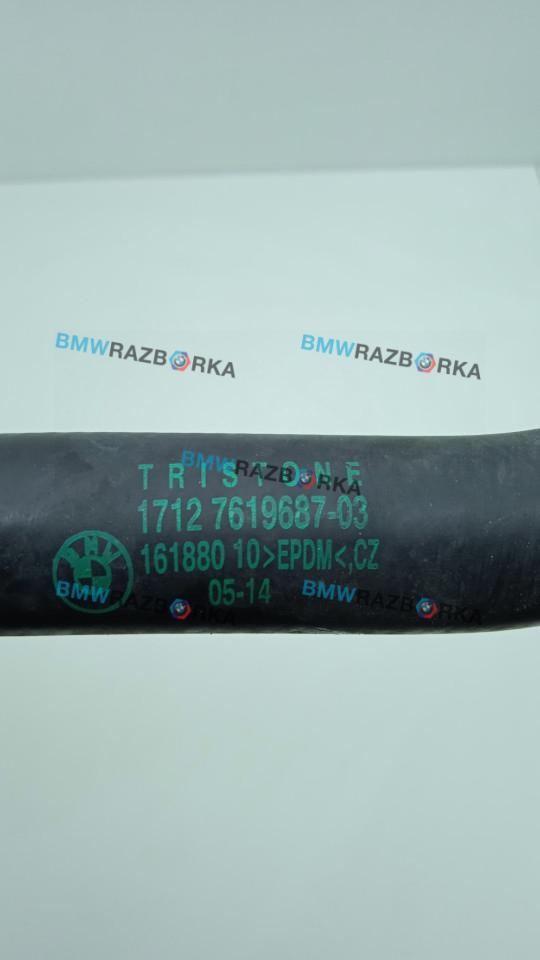 BMWRAZBORKA
BMWRAZBORKA
BMWRAZBORKA
TRISTONE
1712 7619687-03
161880 10>EPDM<,CZ
05-14
BMW
BMWRAZBORKA
BMWRAZBORKA